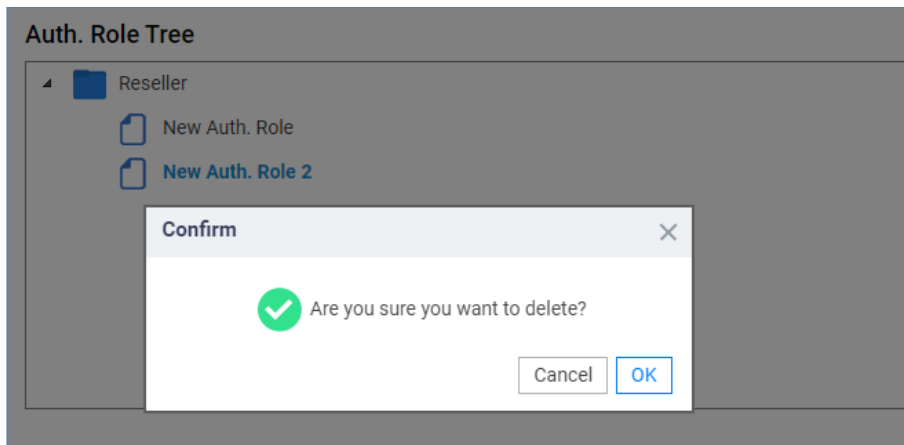 Auth. Role Tree
Reseller
New Auth. Role
New Auth. Role 2
Confirm
Are you sure you want to delete?
Cancel OK